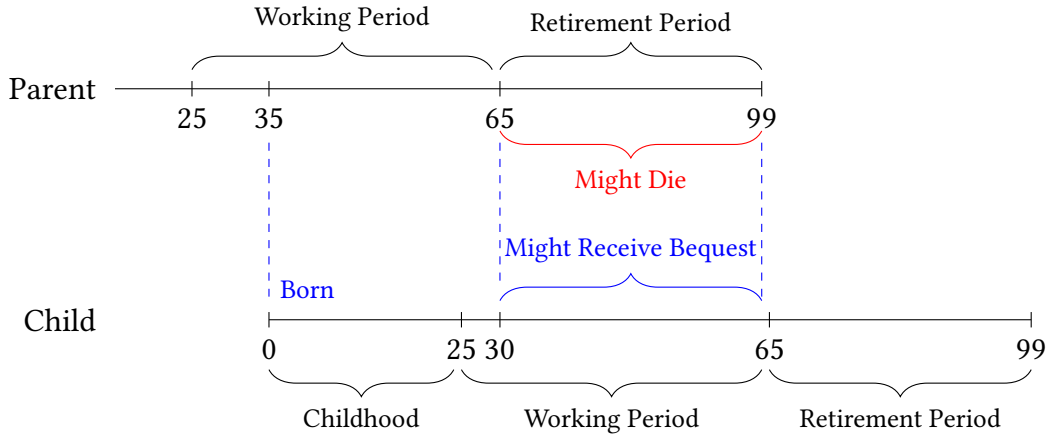 Working Period Retirement Period
Parent
25 35 65 99
Might Die
Might Receive Bequest
Born
Child
0 25 30 65 99
Childhood Working Period Retirement Period